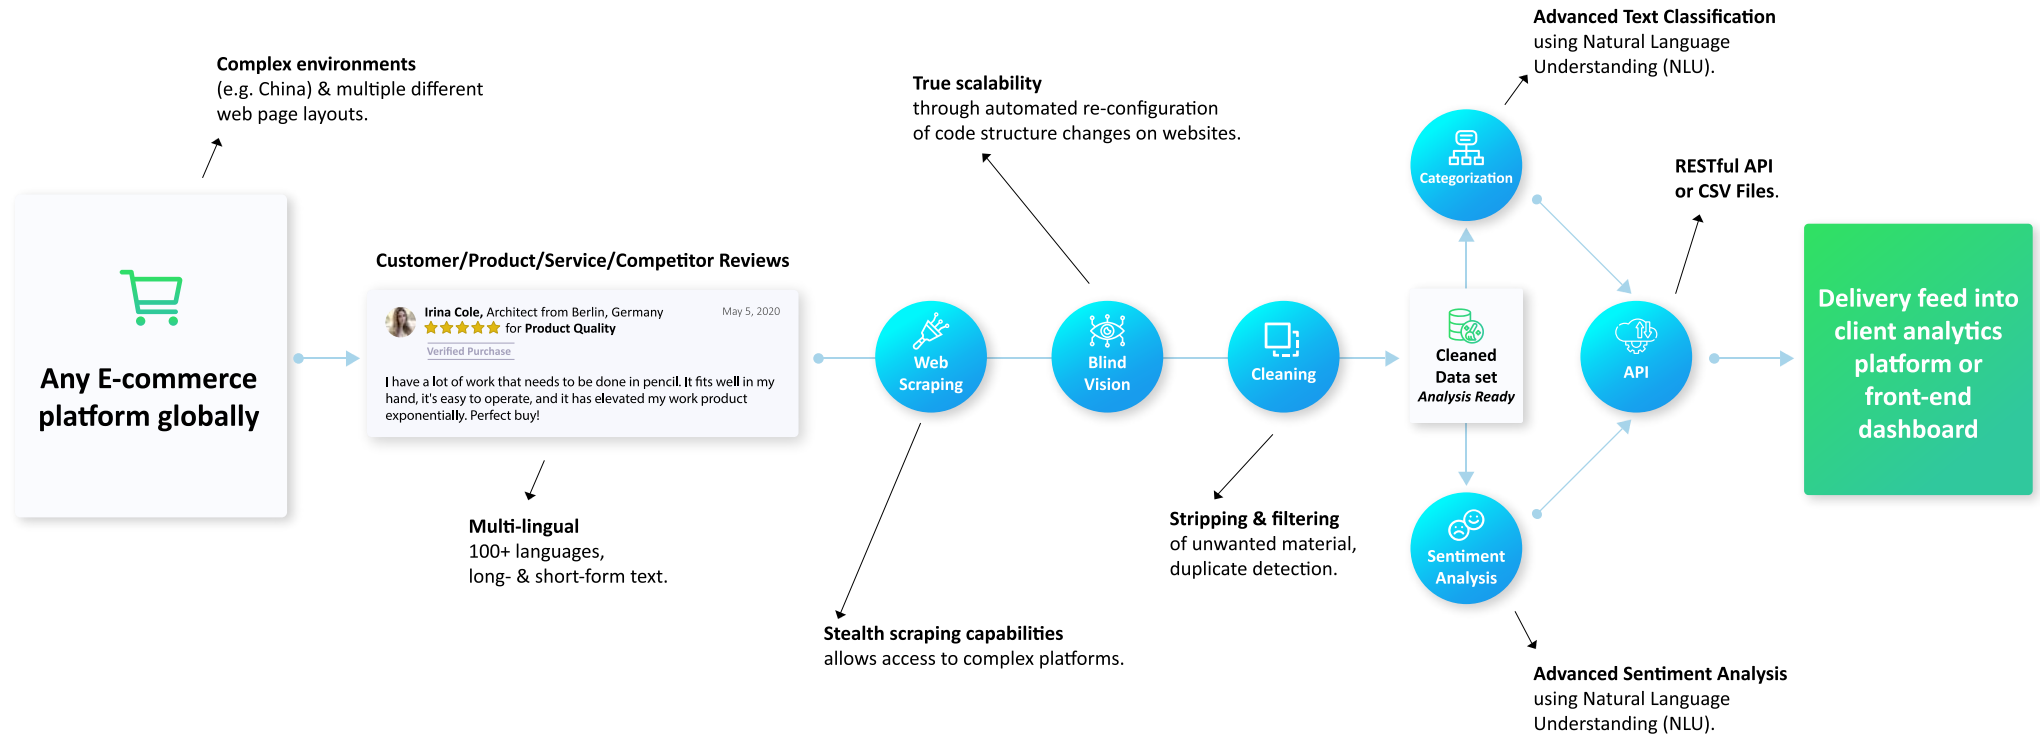 Complex environments
(e.g. China) & multiple different
web page layouts.
Any E-commerce
platform globally
Customer/Product/Service/Competitor Reviews
Irina Cole, Architect from Berlin, Germany
May 5, 2020
for Product Quality
Verified Purchase
I have a lot of work that needs to be done in pencil. It fits well in my
hand, it's easy to operate, and it has elevated my work product
exponentially. Perfect buy!
Multi-lingual
100+ languages,
long- & short-form text.
Web
Scraping
Stealth scraping capabilities
allows access to complex platforms.
True scalability
through automated re-configuration
of code structure changes on websites.
Blind
Vision
Cleaning
Stripping & filtering
of unwanted material,
duplicate detection.
Cleaned
Data set
Analysis Ready
Advanced Text Classification
using Natural Language
Understanding (NLU).
Categorization
Sentiment
Analysis
Advanced Sentiment Analysis
using Natural Language
Understanding (NLU).
RESTful API
or CSV Files.
API
Delivery feed into
client analytics
platform or
front-end
dashboard